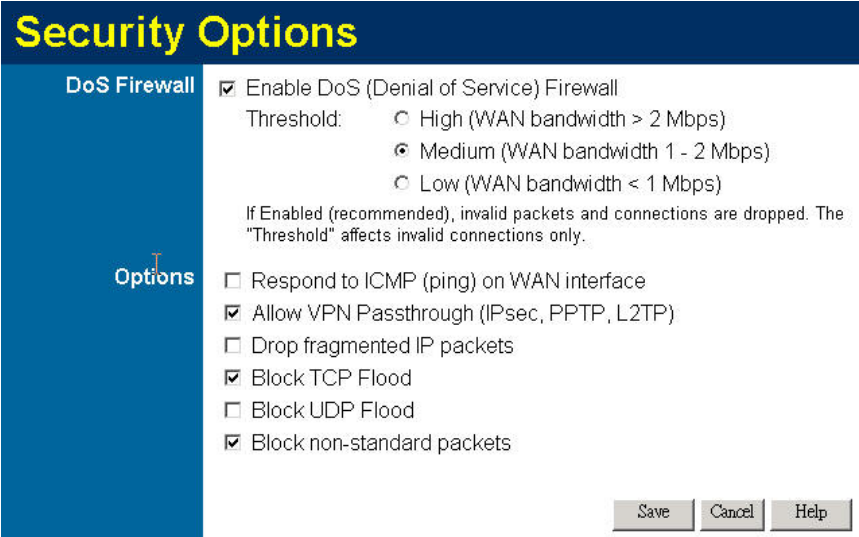 Security Options
DoS Firewall
Enable DoS (Denial of Service) Firewall
Threshold:
High (WAN bandwidth > 2 Mbps)
Medium (WAN bandwidth 1 - 2 Mbps)
Low (WAN bandwidth < 1 Mbps)
If Enabled (recommended), invalid packets and connections are dropped. The
"Threshold" affects invalid connections only.
Options
Respond to ICMP (ping) on WAN interface
Allow VPN Passthrough (IPsec, PPTP, L2TP)
Drop fragmented IP packets
Block TCP Flood
Block UDP Flood
Block non-standard packets
Save
Cancel
Help